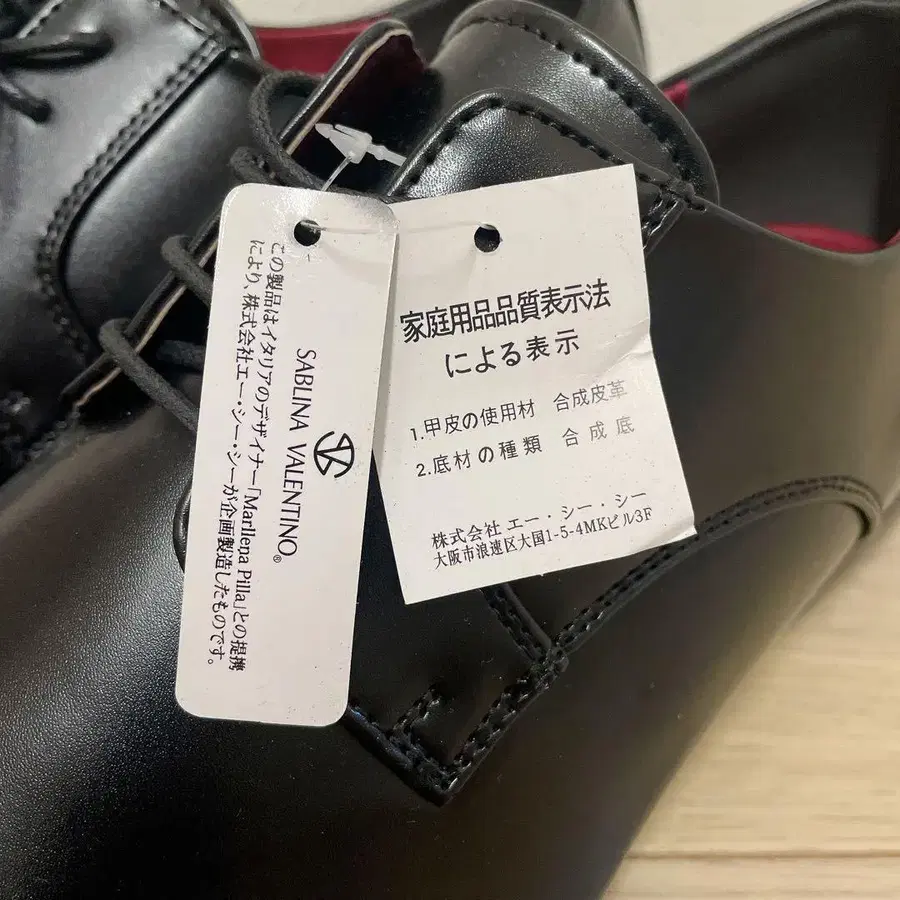 この製品はイタリアのデザイナー「Marllena Pilla」との提携
により、株式会社エー・シー・シーが企画製造したものです。
SABLINA VALENTINO®
家庭用品品質表示法
による表示
1.甲皮の使用材 合成皮革
2.底材の種類 合成底
株式会社 エー・シー・シー
大阪市浪速区大国1-5-4MKビル3F